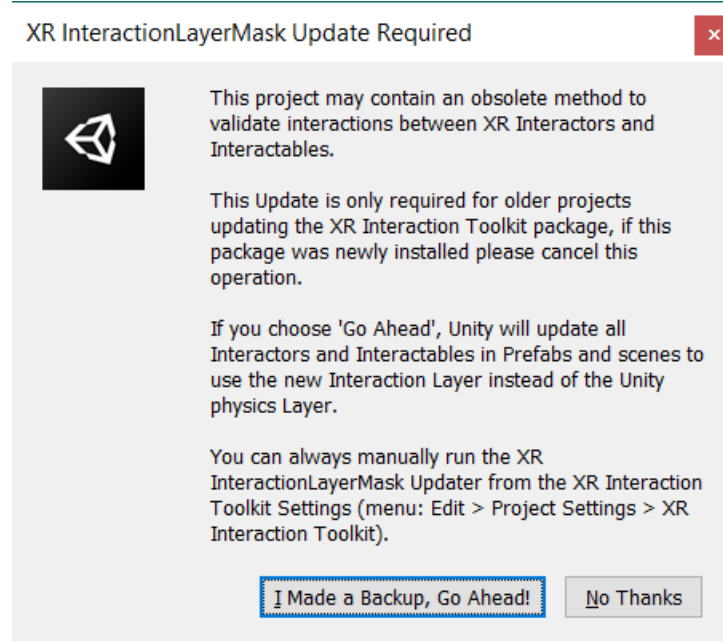 XR InteractionLayerMask Update Required
This project may contain an obsolete method to
validate interactions between XR Interactors and
Interactables.
This Update is only required for older projects
updating the XR Interaction Toolkit package, if this
package was newly installed please cancel this
operation.
If you choose 'Go Ahead', Unity will update all
Interactors and Interactables in Prefabs and scenes to
use the new Interaction Layer instead of the Unity
physics Layer.
You can always manually run the XR
InteractionLayerMask Updater from the XR Interaction
Toolkit Settings (menu: Edit > Project Settings > XR
Interaction Toolkit).
I Made a Backup, Go Ahead!
No Thanks